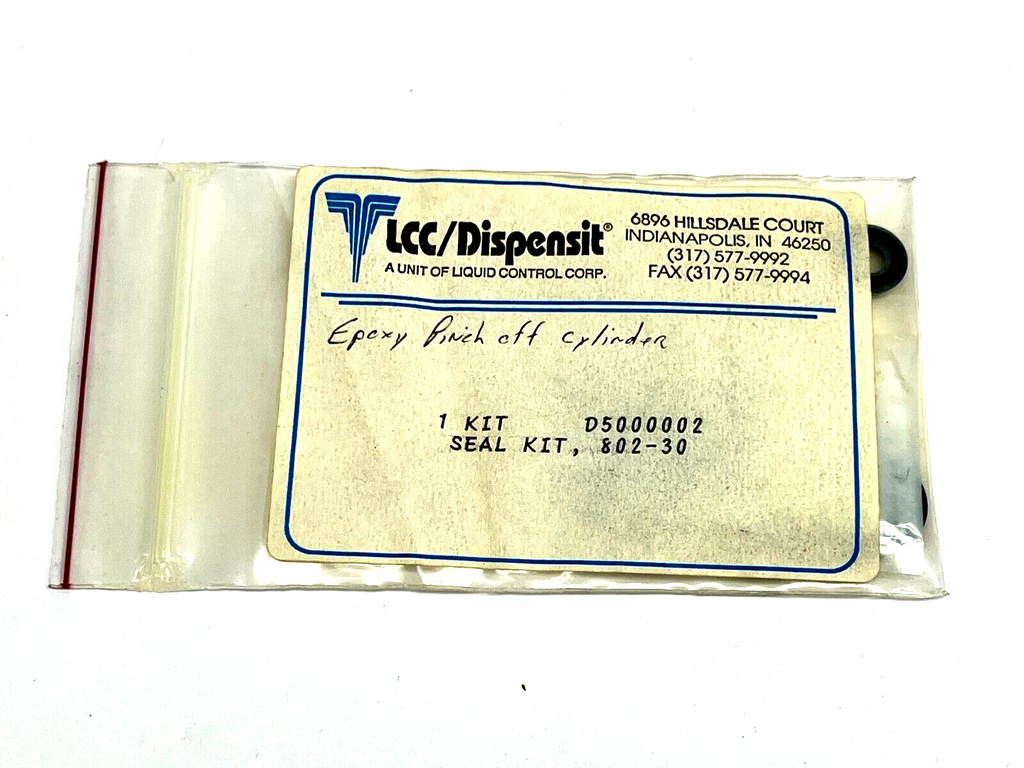 LCC/Dispensit®
A UNIT OF LIQUID CONTROL CORP.
6896 HILLSDALE COURT
INDIANAPOLIS, IN 46250
(317) 577-9992
FAX (317) 577-9994
Epoxy Pinch off cylinder
1 KIT D5000002
SEAL KIT, 802-30